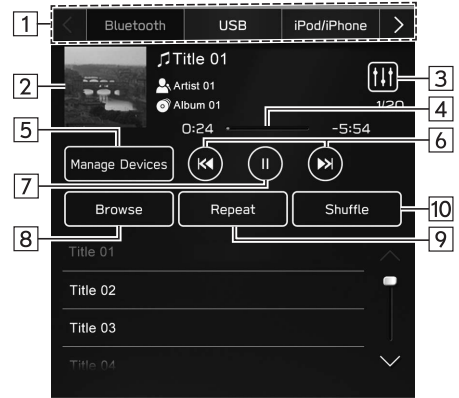 1 Bluetooth USB iPod/iPhone
2 Title 01 3
Artist 01
Album 01 1/20
4
5 0:24 -5:54
Manage Devices 6
7
Browse Repeat Shuffle 10
8 9
Title 01
Title 02
Title 03
Title 04